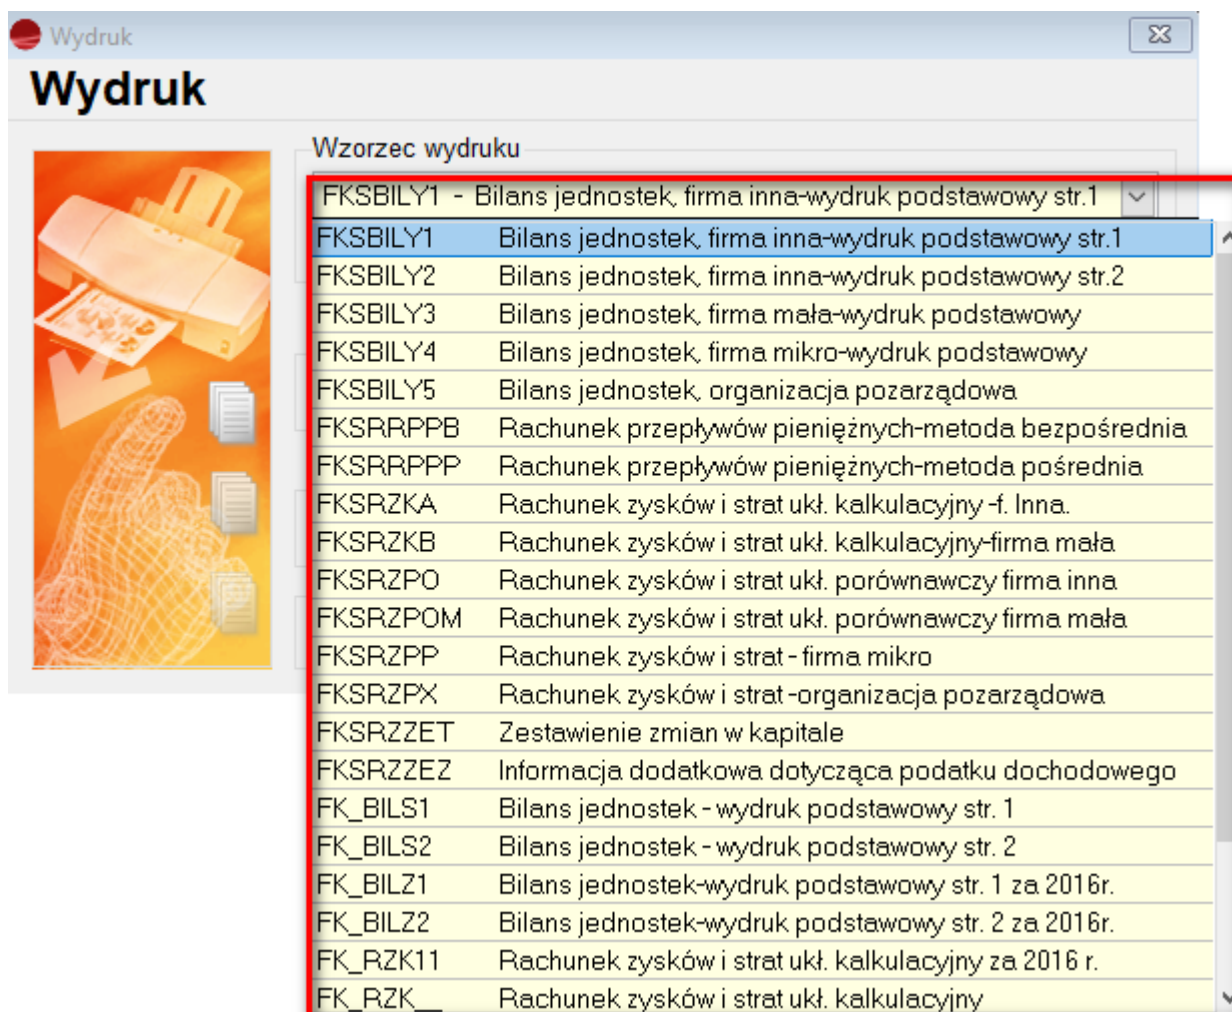 Wydruk
Wydruk
Wzorzec wydruku
FKSBILY1 - Bilans jednostek, firma inna-wydruk podstawowy str.1
FKSBILY1 Bilans jednostek, firma inna-wydruk podstawowy str.1
FKSBILY2 Bilans jednostek, firma inna-wydruk podstawowy str.2
FKSBILY3 Bilans jednostek, firma mała-wydruk podstawowy
FKSBILY4 Bilans jednostek, firma mikro-wydruk podstawowy
FKSBILY5 Bilans jednostek, organizacja pozarządowa
FKSRRPPB Rachunek przepływów pieniężnych-metoda bezpośrednia
FKSRRPPP Rachunek przepływów pieniężnych-metoda pośrednia
FKSRZKA Rachunek zysków i strat ukł. kalkulacyjny -f. Inna.
FKSRZKB Rachunek zysków i strat ukł. kalkulacyjny-firma mała
FKSRZPO Rachunek zysków i strat ukł. porównawczy firma inna
FKSRZPOM Rachunek zysków i strat ukł. porównawczy firma mała
FKSRZPP Rachunek zysków i strat - firma mikro
FKSRZPX Rachunek zysków i strat -organizacja pozarządowa
FKSRZZET Zestawienie zmian w kapitale
FKSRZZEZ Informacja dodatkowa dotycząca podatku dochodowego
FK_BILS1 Bilans jednostek - wydruk podstawowy str. 1
FK_BILS2 Bilans jednostek - wydruk podstawowy str. 2
FK_BILZ1 Bilans jednostek-wydruk podstawowy str. 1 za 2016r.
FK_BILZ2 Bilans jednostek-wydruk podstawowy str. 2 za 2016r.
FK_RZK11 Rachunek zysków i strat ukł. kalkulacyjny za 2016 r.
FK_RZK__ Rachunek zysków i strat ukł. kalkulacyjny